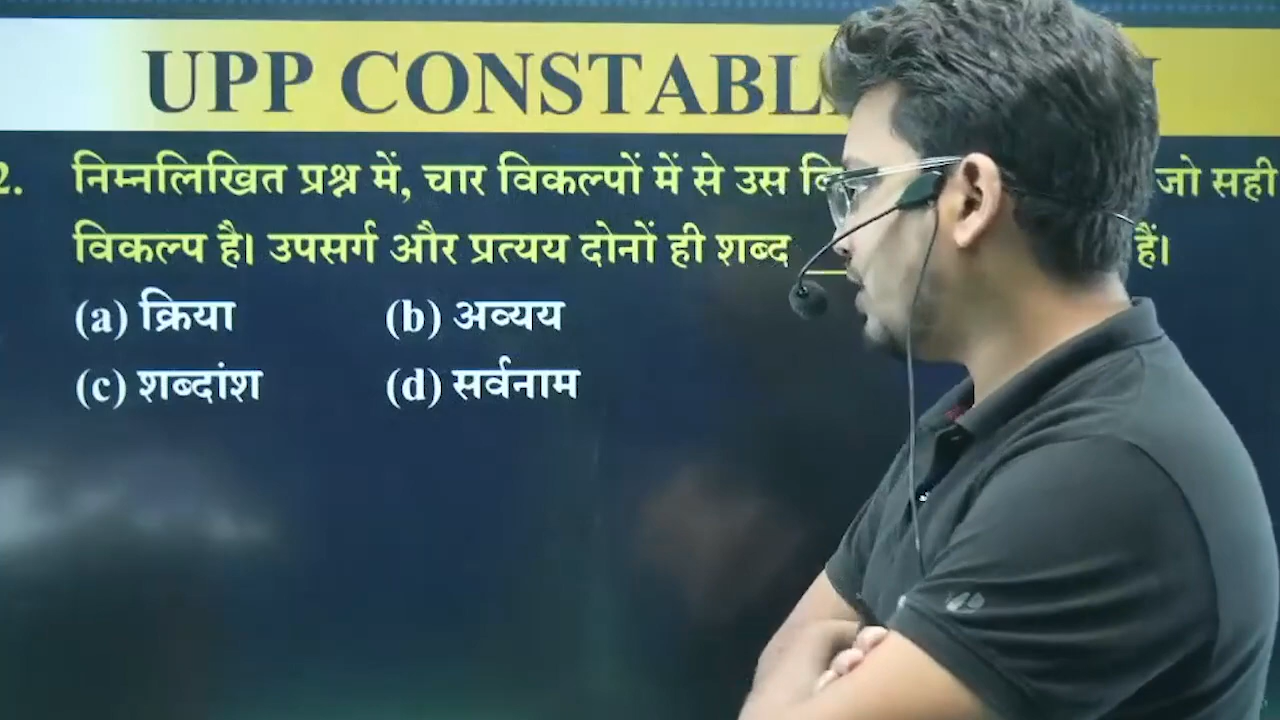 UPP CONSTABL
2. निम्नलिखित प्रश्न में, चार विकल्पों में से उस जो सही
विकल्प है। उपसर्ग और प्रत्यय दोनों ही शब्द ______ हैं।
(a) क्रिया (b) अव्यय
(c) शब्दांश (d) सर्वनाम